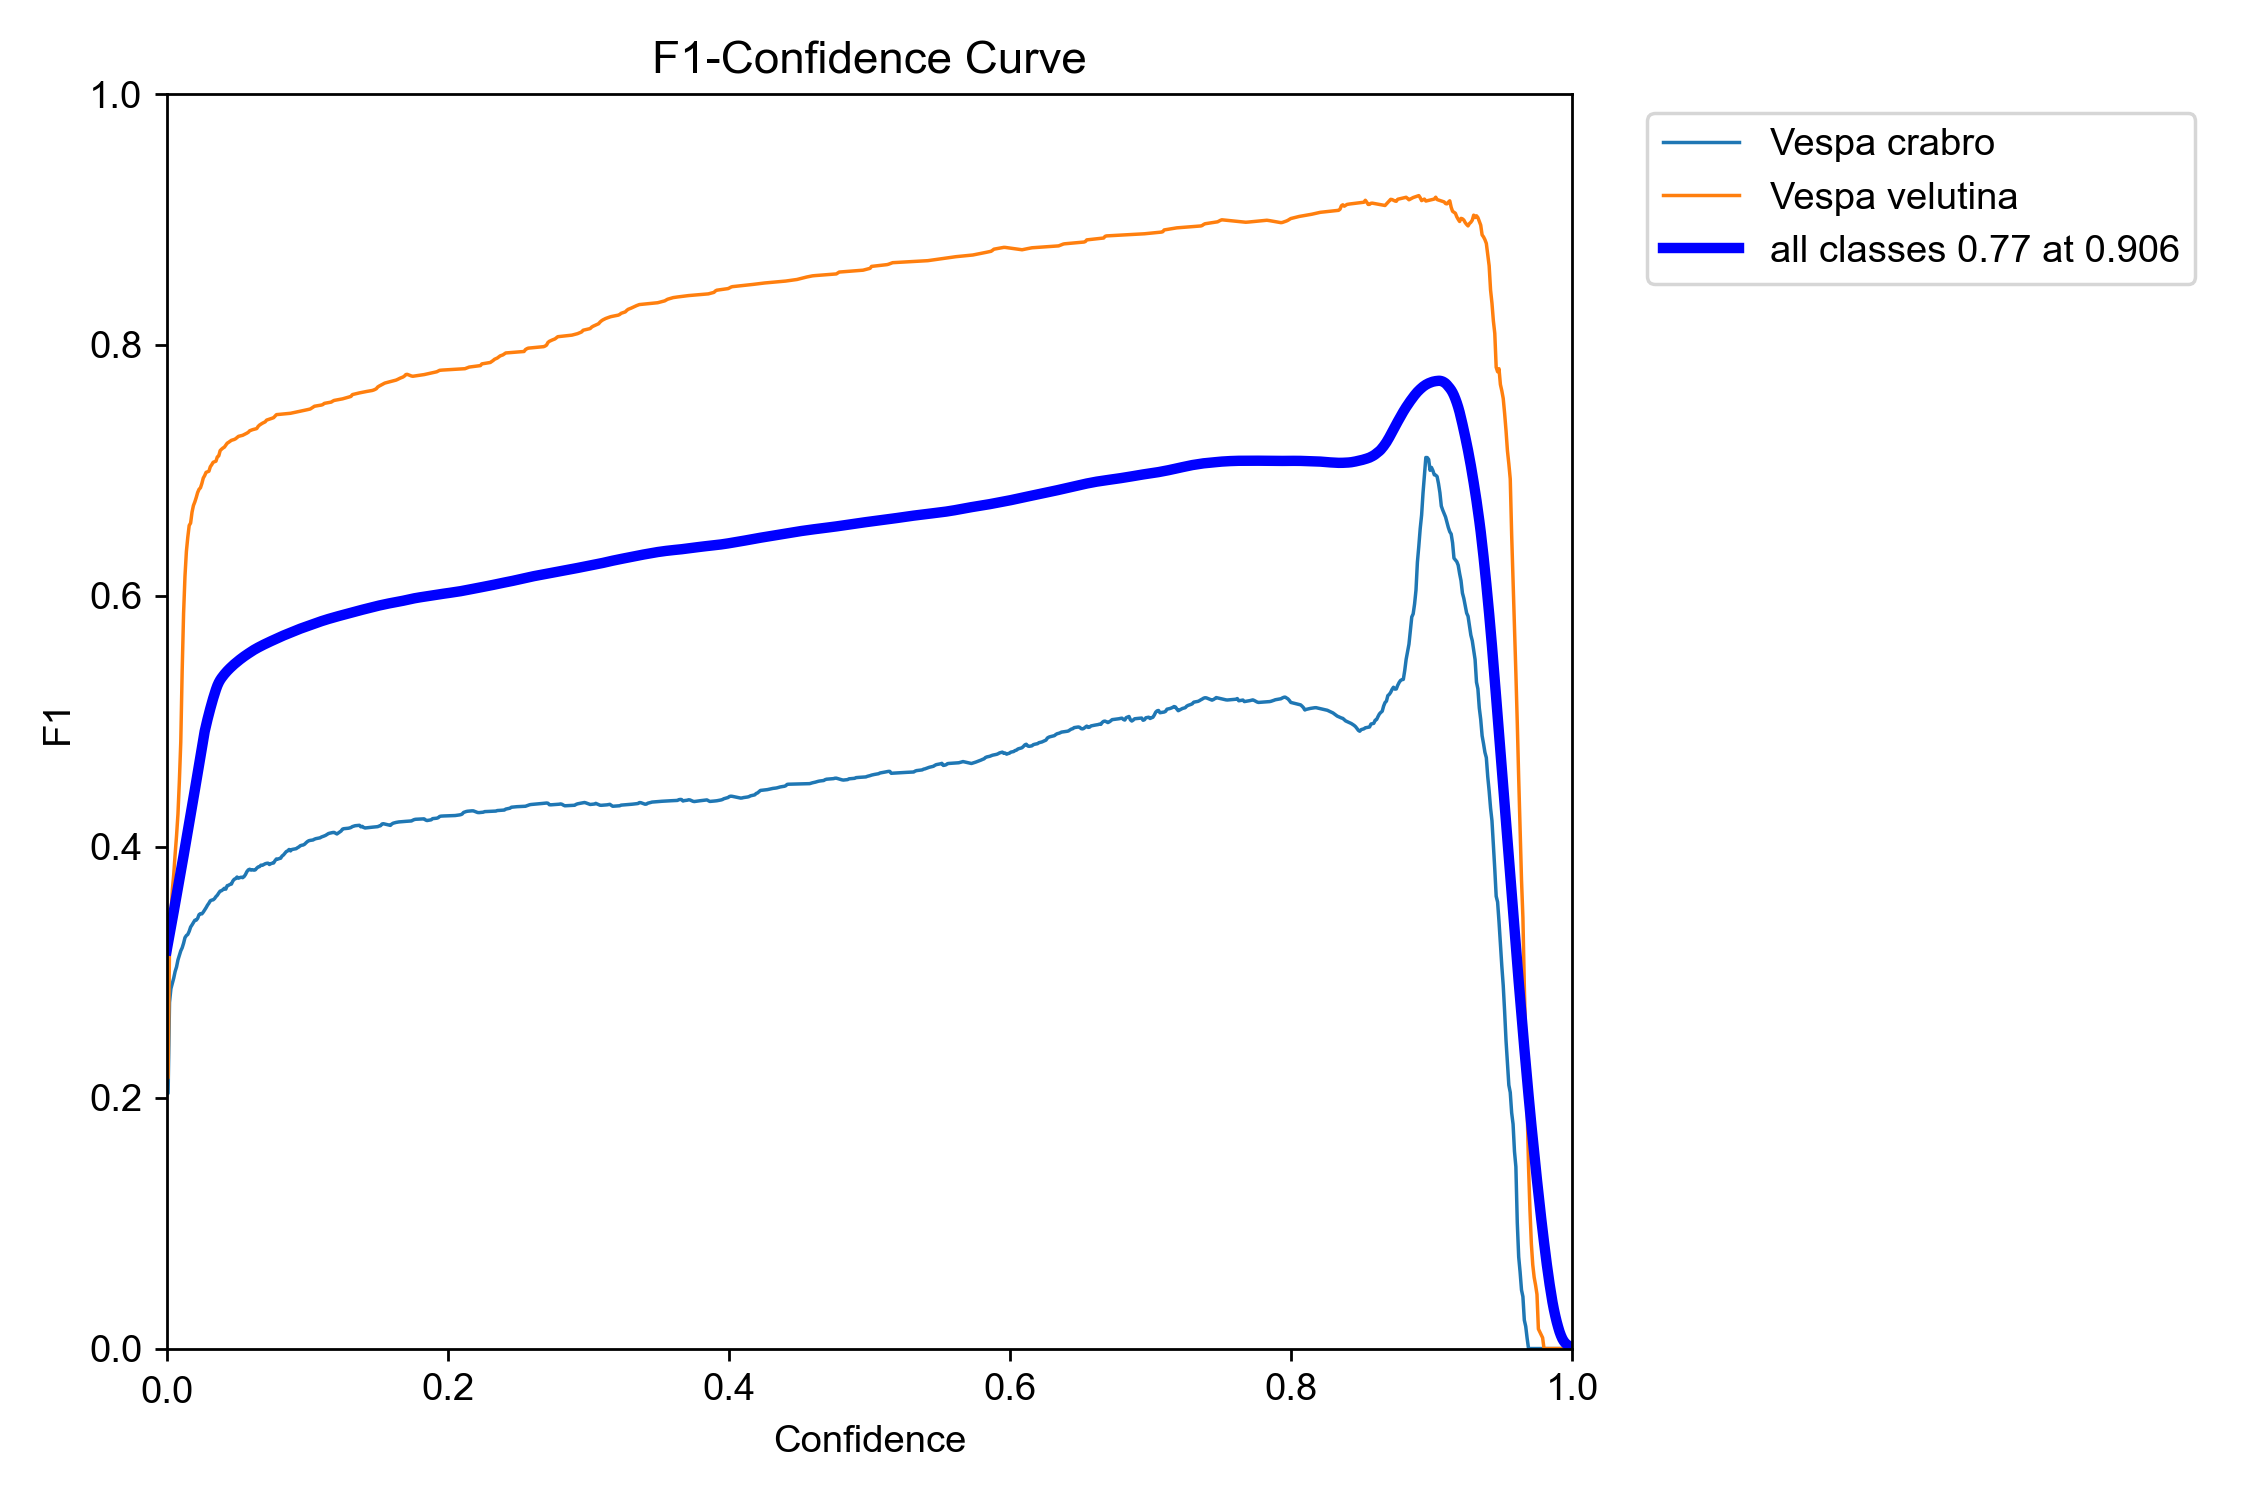 F1-Confidence Curve
1.0
0.8
0.6
0.4
0.2
0.0
F1
0.0 0.2 0.4 0.6 0.8 1.0
Confidence
Vespa crabro
Vespa velutina
all classes 0.77 at 0.906